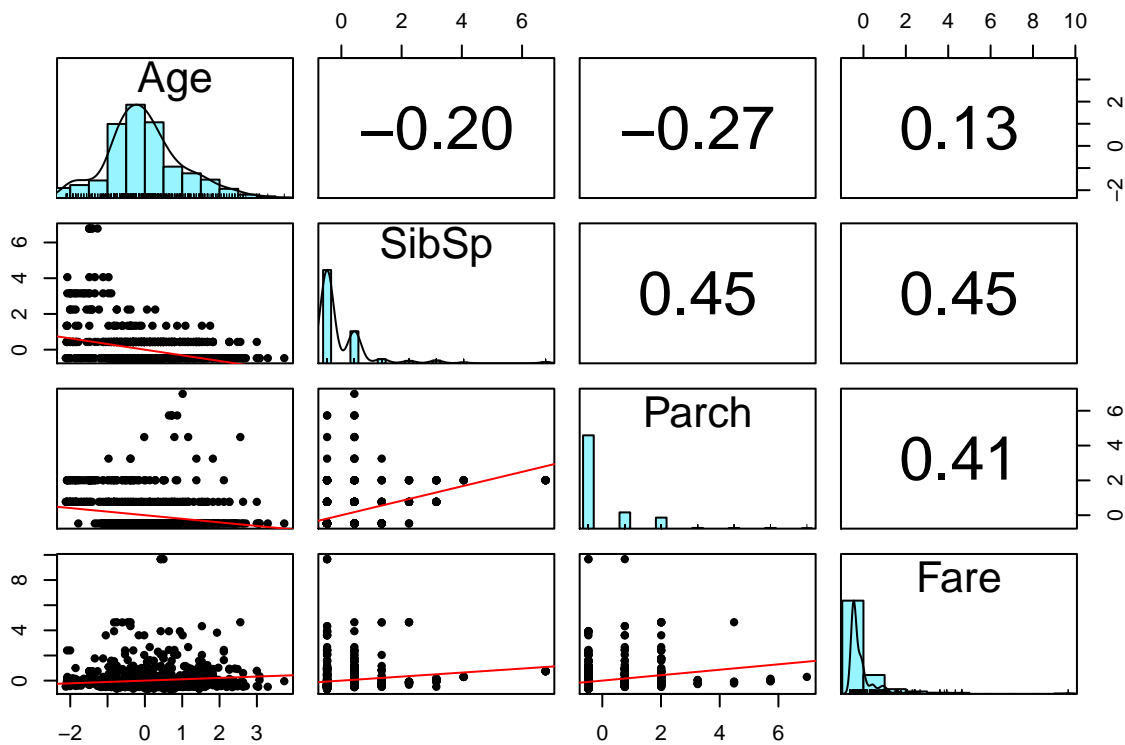 0 2 4 6 0 2 4 6 8 10
Age −0.20 −0.27 0.13
−2 0 2
0 2 4 6
SibSp 0.45 0.45
Parch 0.41
0 2 4 6
0 4 8
Fare
−2 0 1 2 3 0 2 4 6